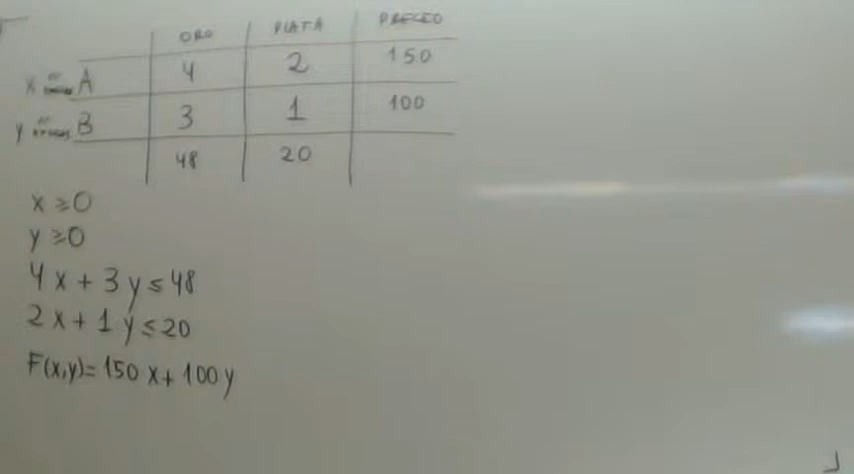 ORO PLATA PRECIO
x A 4 2 150
y B 3 1 100
48 20
x ≥ 0
y ≥ 0
4x + 3y ≤ 48
2x + 1y ≤ 20
F(x,y) = 150x + 100y